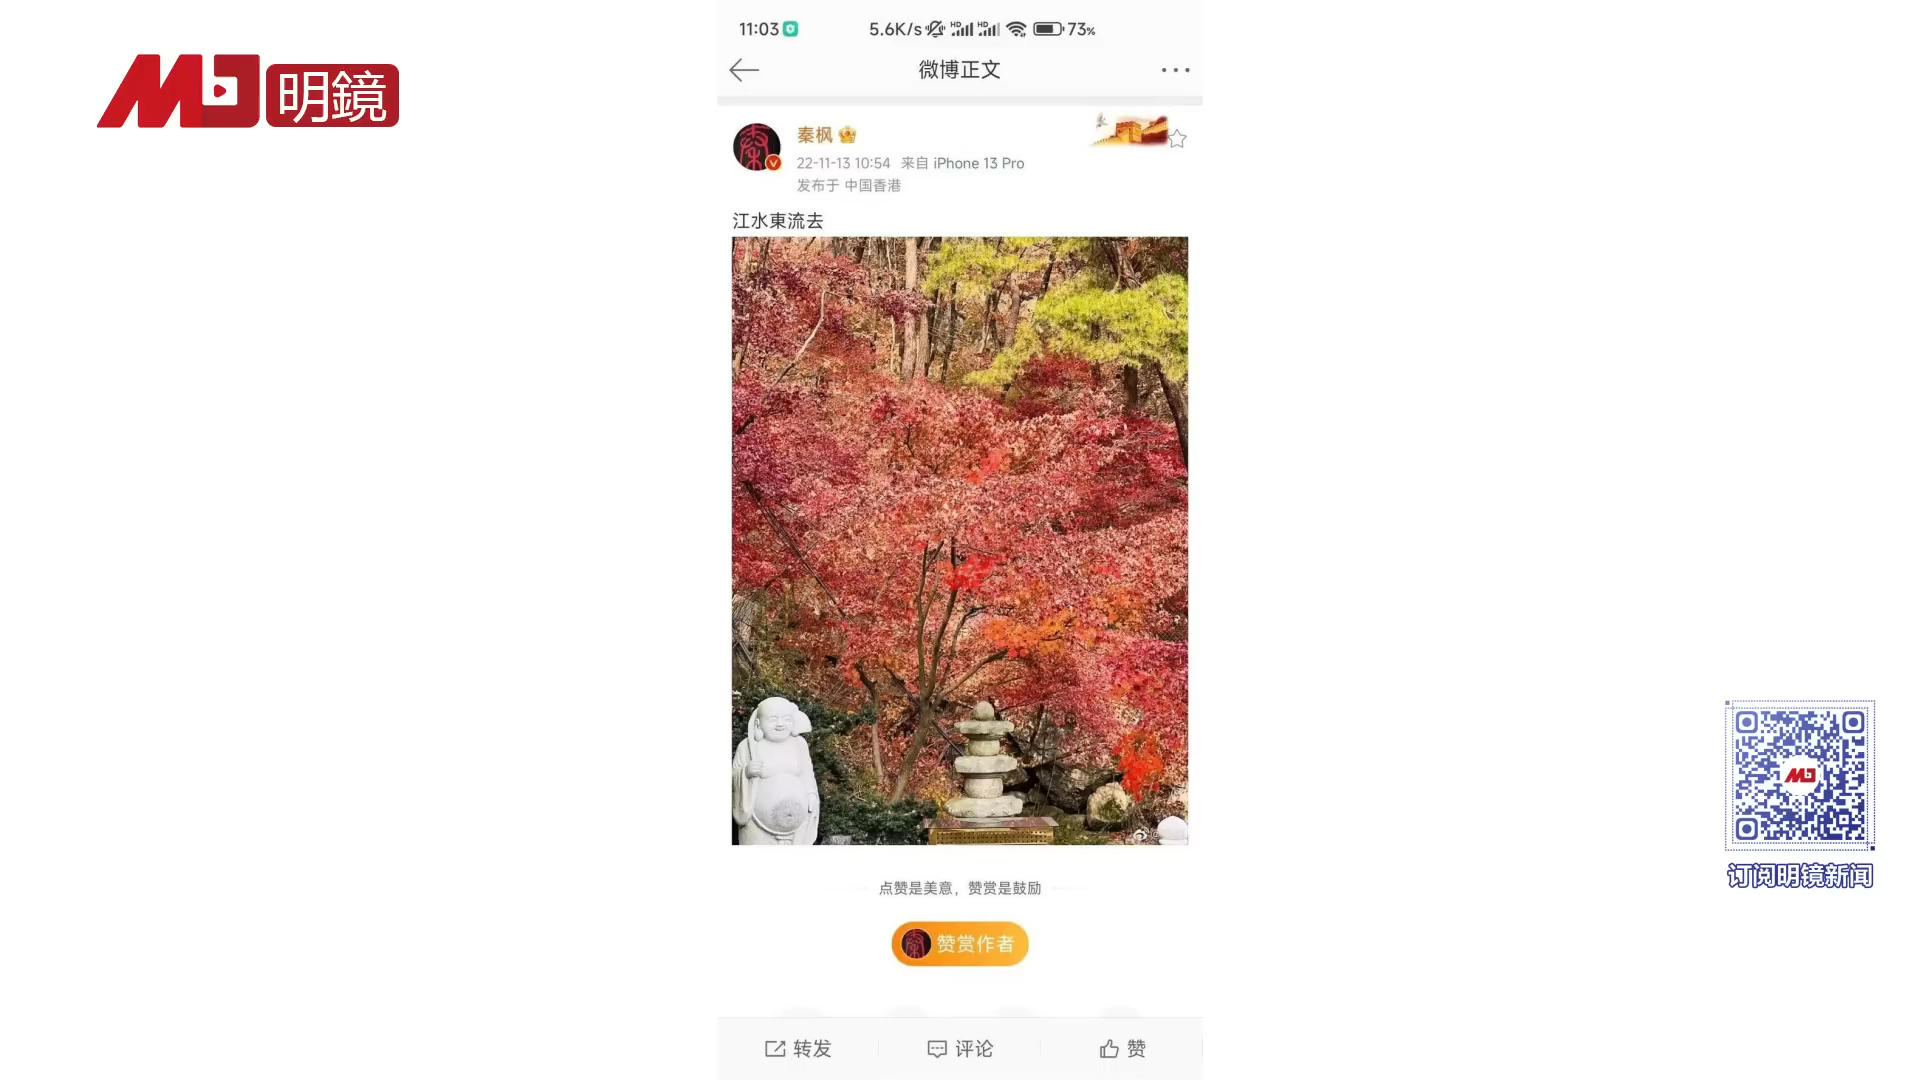 明鏡
11:03 5.6K/s HD HD 73%
微博正文
秦枫
22-11-13 10:54 来自 iPhone 13 Pro
发布于 中国香港
江水東流去
点赞是美意，赞赏是鼓励
赞赏作者
转发 评论 赞
订阅明镜新闻